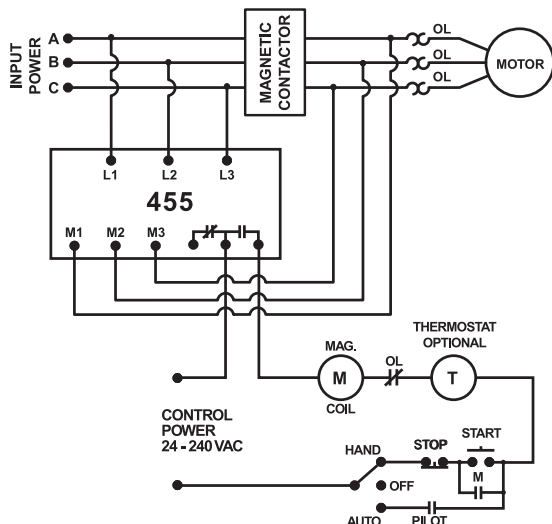 INPUT POWER
A
B
C
MAGNETIC CONTACTOR
OL
OL
OL
MOTOR
L1 L2 L3
455
M1 M2 M3
THERMOSTAT
OPTIONAL
MAG.
M
COIL
OL
T
CONTROL
POWER
24 - 240 VAC
HAND
STOP
START
M
OFF
AUTO
PILOT